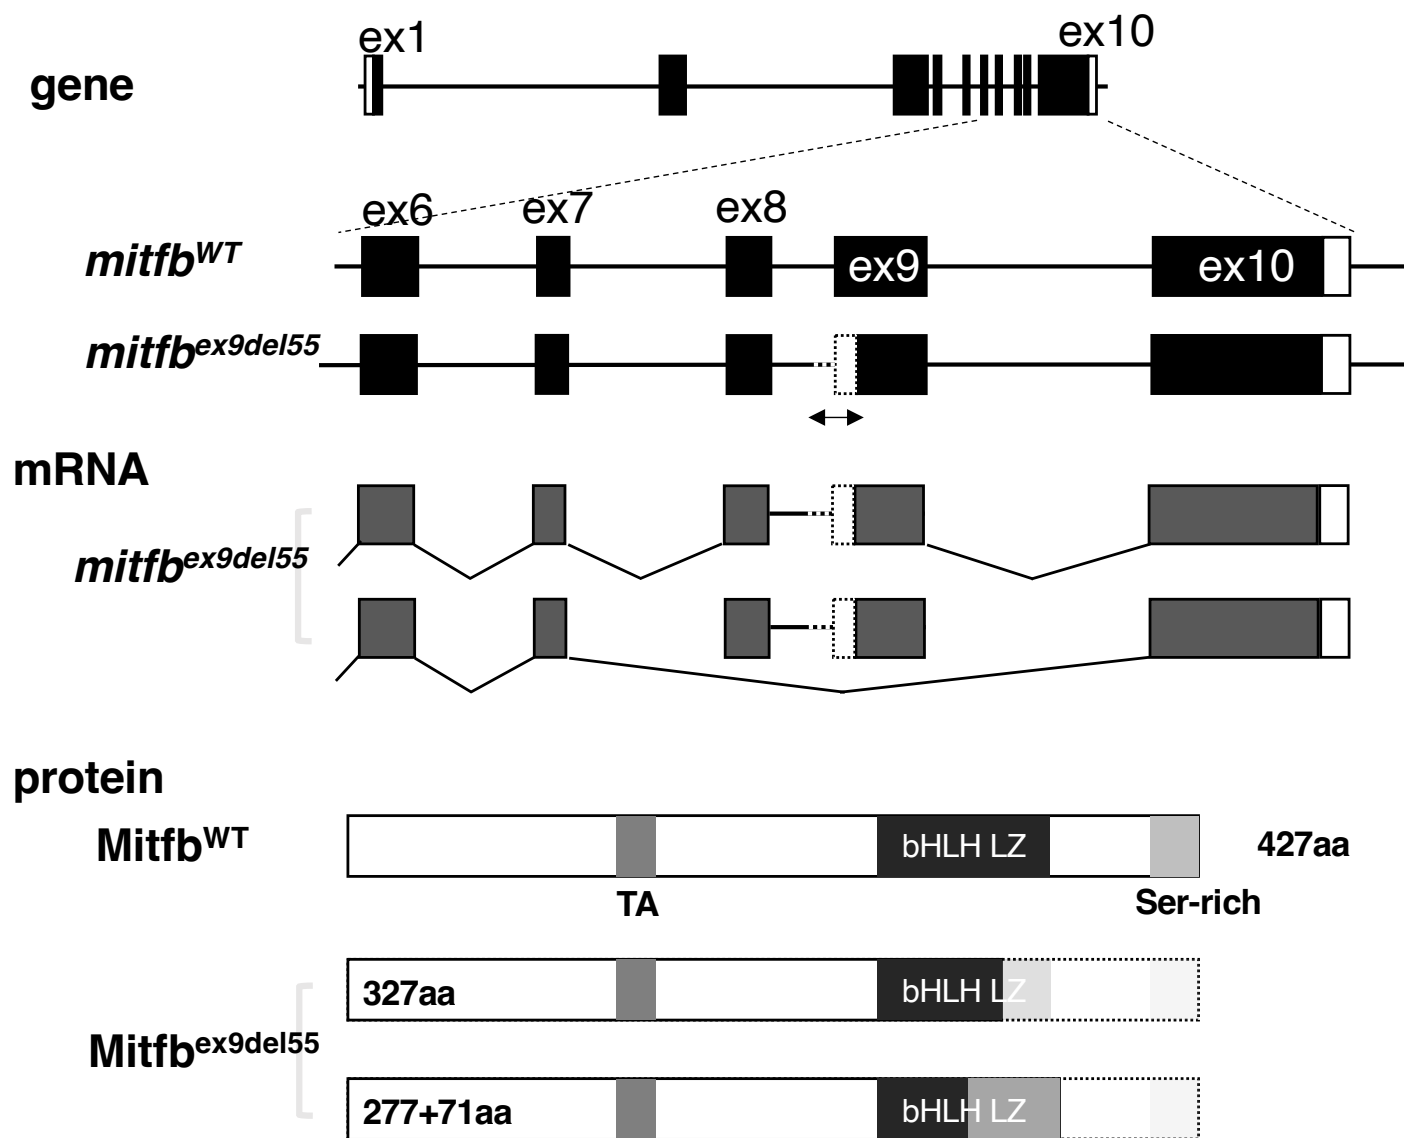 ex1
ex10
gene
ex6
ex7
ex8
mitfbWT
ex9
ex10
mitfbex9del55
mRNA
mitfbex9del55
protein
MitfbWT
bHLH LZ
427aa
TA
Ser-rich
327aa
bHLH LZ
Mitfbex9del55
277+71aa
bHLH LZ